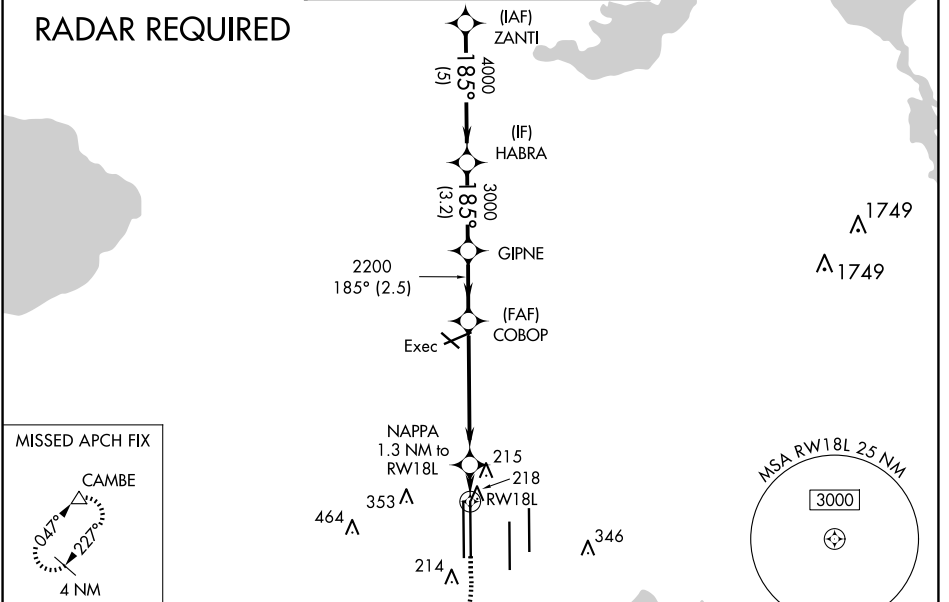 RADAR REQUIRED
(IAF)
ZANTI
4000
185°
(5)
(IF)
HABRA
3000
185°
(3.2)
GIPNE
2200
185° (2.5)
(FAF)
COBOP
Exec
1749
1749
NAPPA
1.3 NM to
RW18L
215
218
RW18L
353
464
346
214
MISSED APCH FIX
CAMBE
047°
227°
4 NM
MSA RW18L 25 NM
3000